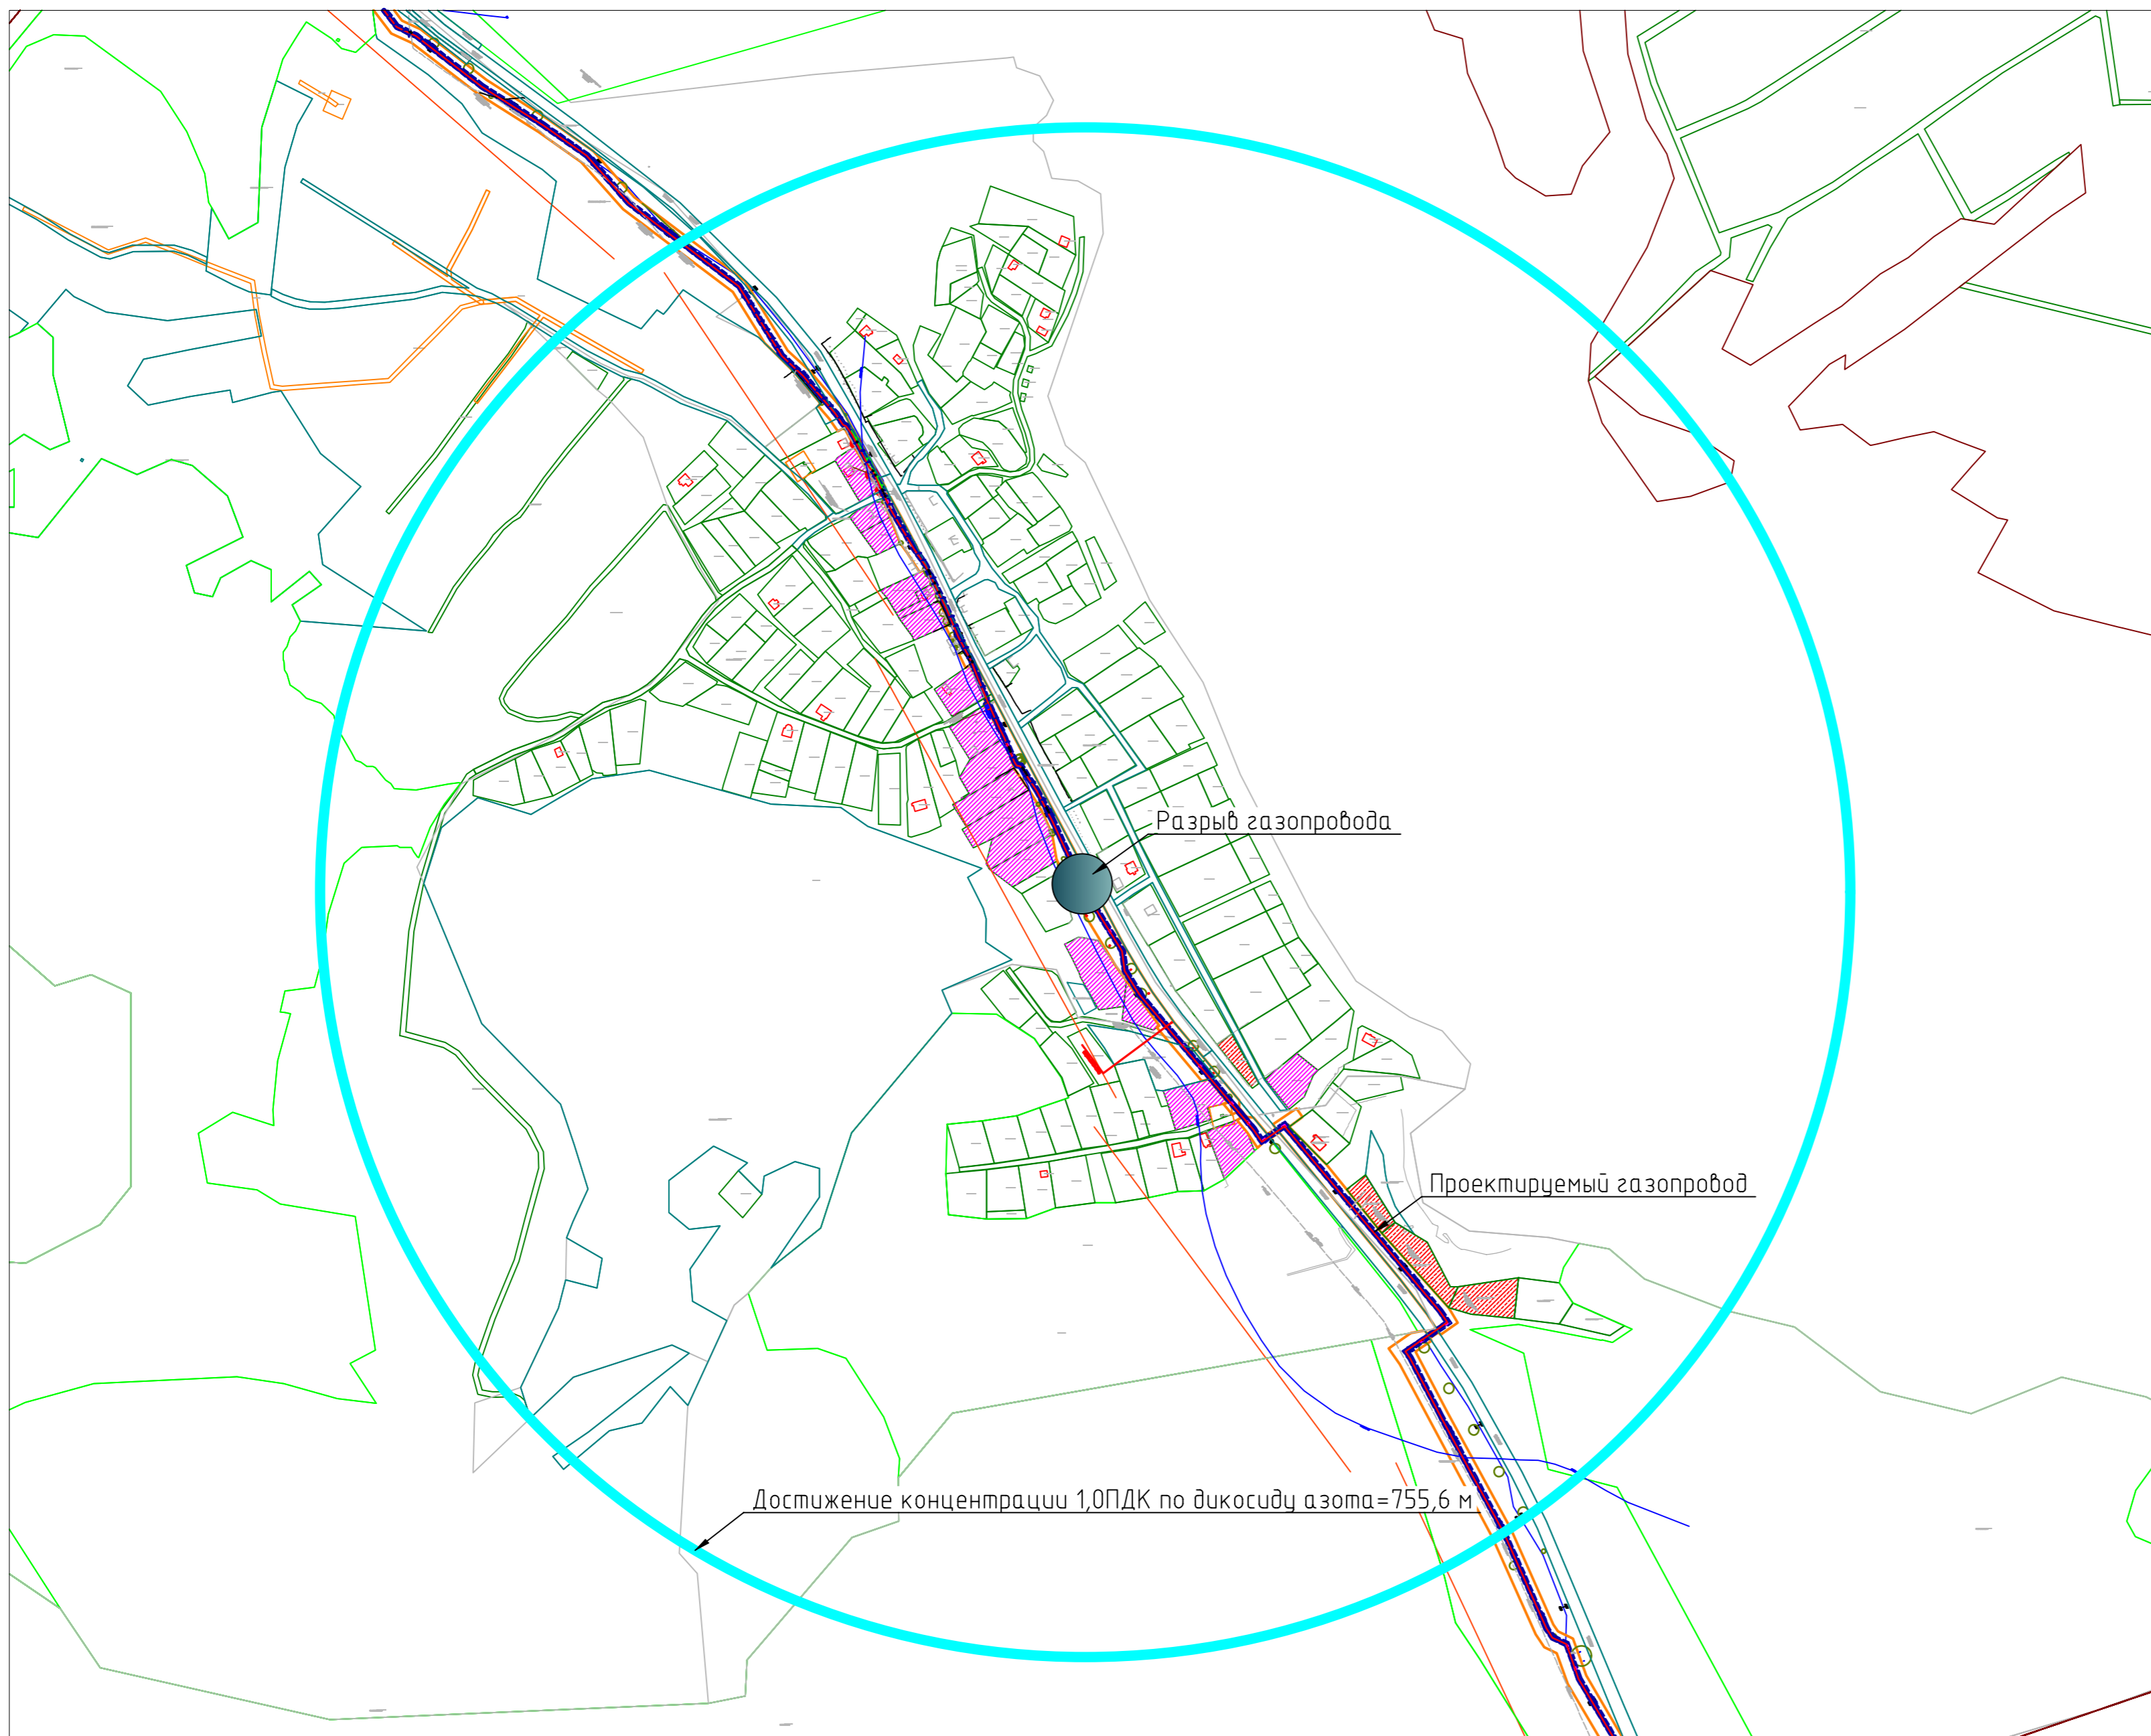 Разрыв газопровода
Проектируемый газопровод
Достижение концентрации 1,0ПДК по дикосиду азота=755,6 м